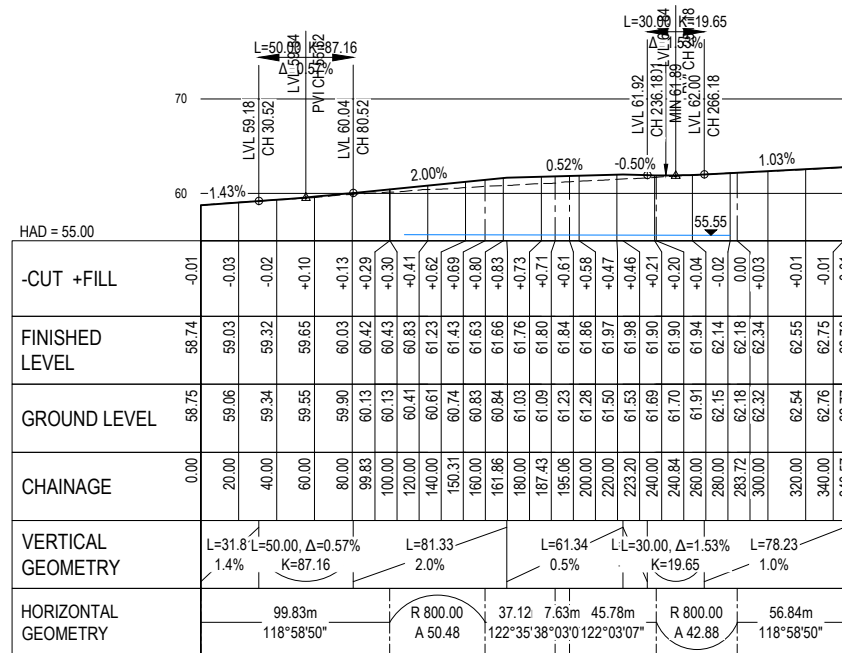 L=50.00 K=87.16
Δ 0.57%
L=30.00 K=19.65
LVL 59.18
CH 30.52
LVL 60.04
CH 80.52
LVL 61.92
CH 236.18
MIN 61.89
LVL 62.00
CH 266.18
70
60
-1.43%
2.00%
0.52%
-0.50%
1.03%
HAD = 55.00
55.55
-CUT +FILL
-0.01 -0.03 -0.02 +0.10 +0.13 +0.29 +0.30 +0.41 +0.62 +0.69 +0.80 +0.83 +0.73 +0.71 +0.61 +0.58 +0.47 +0.46 +0.21 +0.20 +0.04 -0.02 0.00 +0.03 +0.01 -0.01
FINISHED
LEVEL
58.74 59.03 59.32 59.65 60.03 60.42 60.43 60.83 61.23 61.43 61.63 61.66 61.76 61.80 61.84 61.86 61.97 61.98 61.90 61.90 61.94 62.14 62.18 62.34 62.55 62.75
GROUND LEVEL
58.75 59.06 59.34 59.55 59.90 60.13 60.13 60.41 60.61 60.74 60.83 60.84 61.03 61.09 61.23 61.28 61.50 61.53 61.69 61.70 61.91 62.15 62.18 62.32 62.54 62.76
CHAINAGE
0.00 20.00 40.00 60.00 80.00 99.83 100.00 120.00 140.00 150.31 160.00 161.86 180.00 187.43 195.06 200.00 220.00 223.20 240.00 240.84 260.00 280.00 283.72 300.00 320.00 340.00
VERTICAL
GEOMETRY
L=31.8 L=50.00, Δ=0.57% L=81.33 L=61.34 L=30.00, Δ=1.53% L=78.23
1.4% K=87.16 2.0% 0.5% K=19.65 1.0%
HORIZONTAL
GEOMETRY
99.83m R 800.00 37.12 7.63m 45.78m R 800.00 56.84m
118°58'50" A 50.48 122°35' 38°03'0 122°03'07" A 42.88 118°58'50"